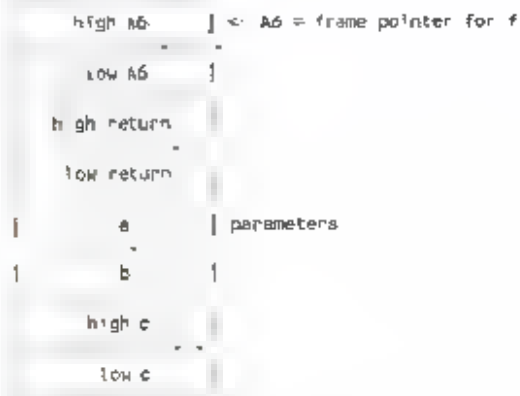 high A6 | <- A6 = frame pointer for f
low A6 |
high return
low return
| a | parameters
| b |
high c
low c